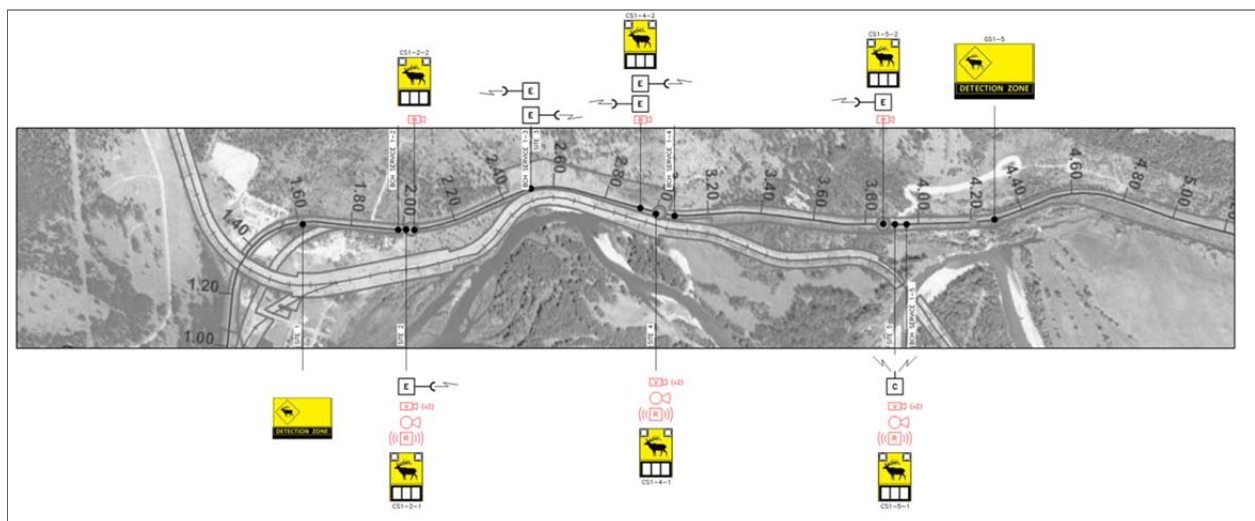 CS1-4-2
CS1-2-2
CS1-5-2
GS1-5
DETECTION ZONE
E
E
E
E
E
BCH SERVICE 1-2
BCH SERVICE 1-3
SITE 3
BCH SERVICE 1-4
1.00
1.20
1.40
1.60
1.80
2.00
2.20
2.40
2.60
2.80
3.20
3.40
3.60
3.80
4.00
4.20
4.40
4.60
4.80
5.00
SITE 1
SITE 2
SITE 4
SITE 5
BCH SERVICE 1-5
DETECTION ZONE
E
V (x2)
R
CS1-2-1
V (x2)
R
CS1-4-1
C
V (x2)
R
CS1-5-1